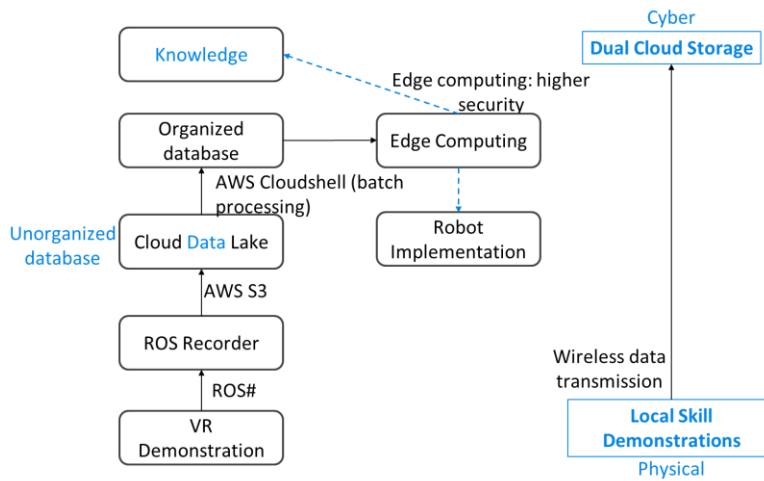 Cyber
Dual Cloud Storage
Knowledge
Edge computing: higher
security
Organized
database
Edge Computing
AWS Cloudshell (batch
processing)
Unorganized
database
Cloud Data Lake
Robot
Implementation
AWS S3
ROS Recorder
Wireless data
transmission
ROS#
VR
Demonstration
Local Skill
Demonstrations
Physical